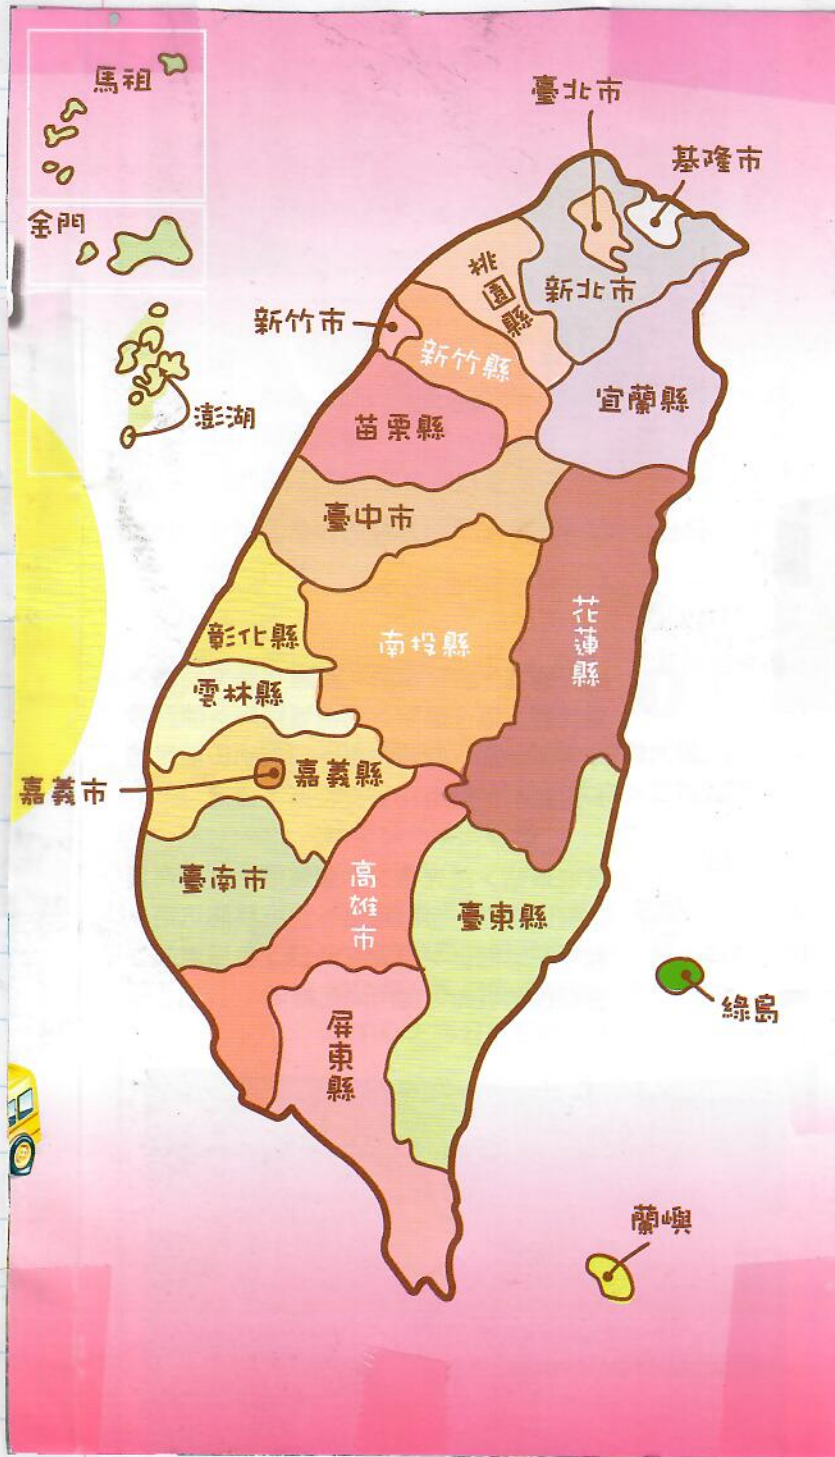 馬祖
臺北市
基隆市
金門
桃園縣
新北市
新竹市
新竹縣
宜蘭縣
澎湖
苗栗縣
臺中市
花蓮縣
彰化縣
南投縣
雲林縣
嘉義市
嘉義縣
臺南市
高雄市
臺東縣
綠島
屏東縣
蘭嶼